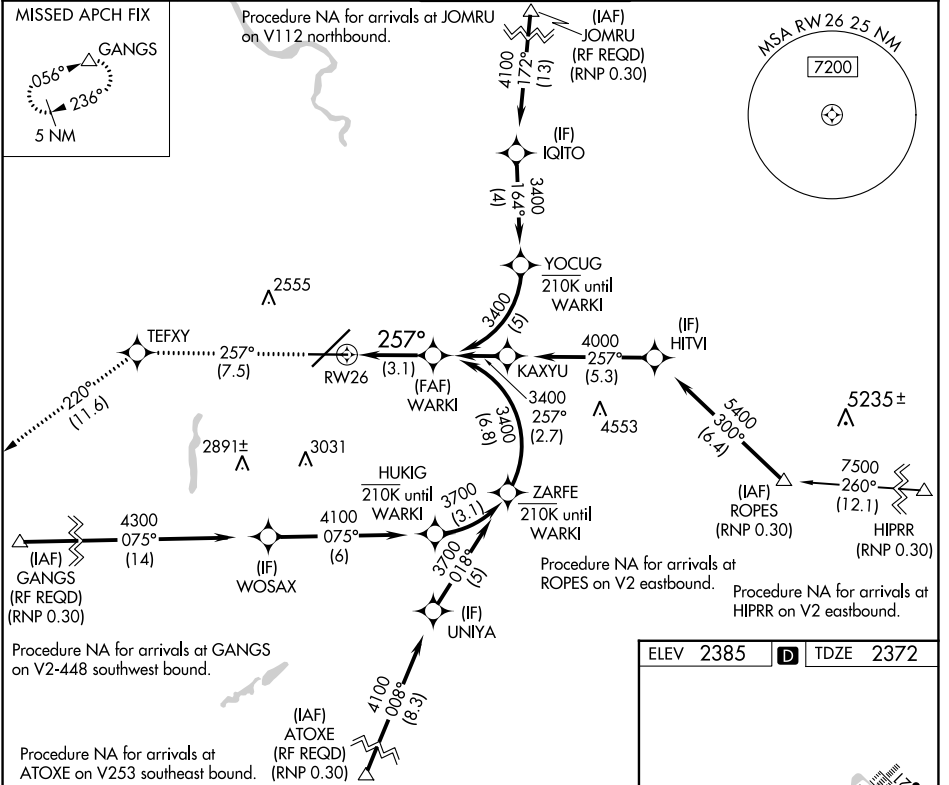 MISSED APCH FIX
GANGS
056°
236°
5 NM
Procedure NA for arrivals at JOMRU
on V112 northbound.
(IAF)
JOMRU
(RF REQD)
(RNP 0.30)
4100
172°
(13)
MSA RW 26 25 NM
7200
(IF)
IQITO
3400
164°
(4)
YOCUG
210K until
WARKI
3400
(5)
2555
TEFXY
257°
(7.5)
RW26
257°
(3.1)
(FAF)
WARKI
KAXYU
4000
257°
(5.3)
(IF)
HITVI
3400
257°
(2.7)
4553
220°
(11.6)
3400
(6.8)
5400
300°
(6.4)
5235 ±
2891±
3031
HUKIG
210K until
WARKI
3700
(3.1)
ZARFE
210K until
WARKI
(IAF)
ROPES
(RNP 0.30)
7500
260°
(12.1)
HIPRR
(RNP 0.30)
4300
075°
(14)
(IAF)
GANGS
(RF REQD)
(RNP 0.30)
(IF)
WOSAX
4100
075°
(6)
3700
018°
(5)
(IF)
UNIYA
Procedure NA for arrivals at
ROPES on V2 eastbound.
Procedure NA for arrivals at
HIPRR on V2 eastbound.
Procedure NA for arrivals at GANGS
on V2-448 southwest bound.
4100
008°
(8.3)
(IAF)
ATOXE
(RF REQD)
(RNP 0.30)
Procedure NA for arrivals at
ATOXE on V253 southeast bound.
ELEV 2385 D TDZE 2372
21